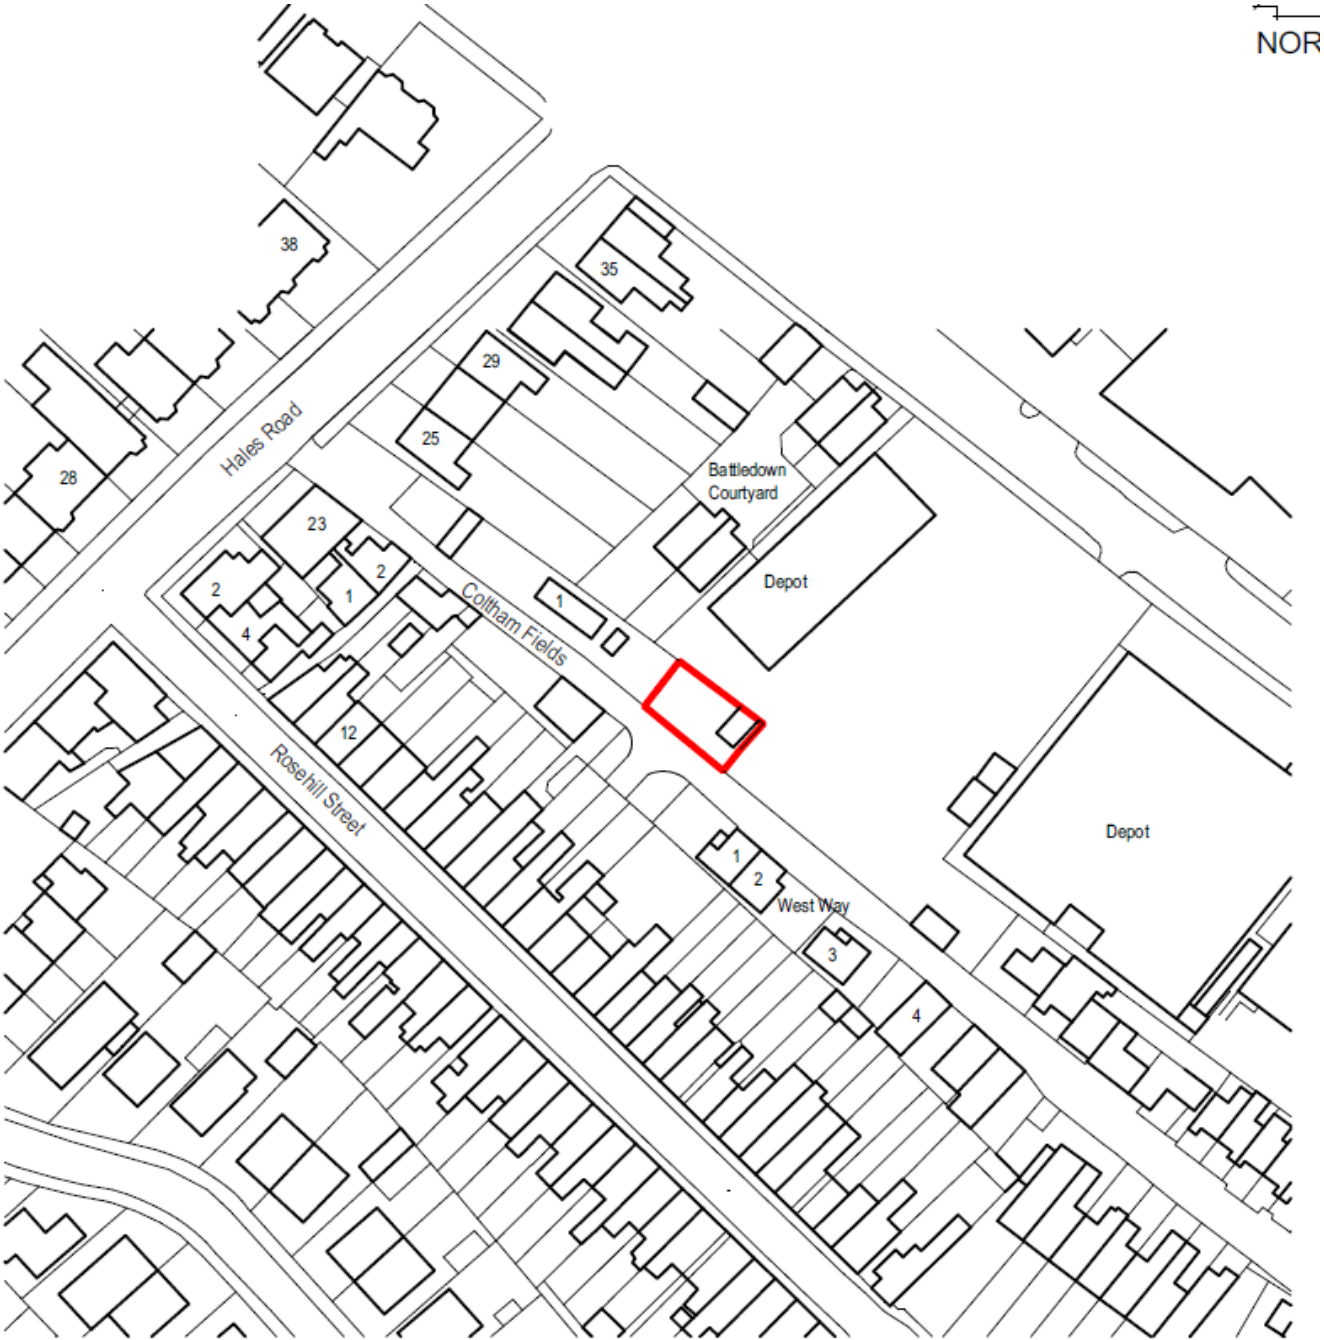 NOR
38
35
29
25
Hales Road
28
Battledown
Courtyard
23
2
2
1
Depot
1
Coltham Fields
4
12
Rosehill Street
Depot
1
2
West Way
3
4